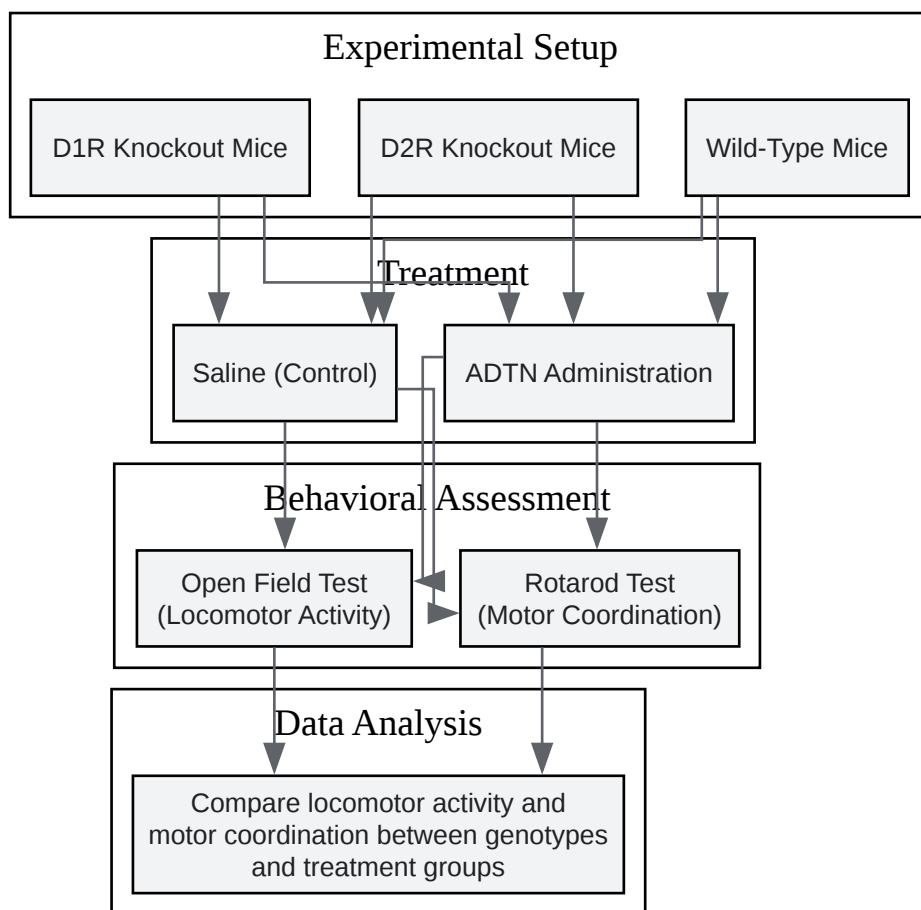 Experimental Setup
D1R Knockout Mice
D2R Knockout Mice
Wild-Type Mice
Treatment
Saline (Control)
ADTN Administration
Behavioral Assessment
Open Field Test
(Locomotor Activity)
Rotarod Test
(Motor Coordination)
Data Analysis
Compare locomotor activity and
motor coordination between genotypes
and treatment groups